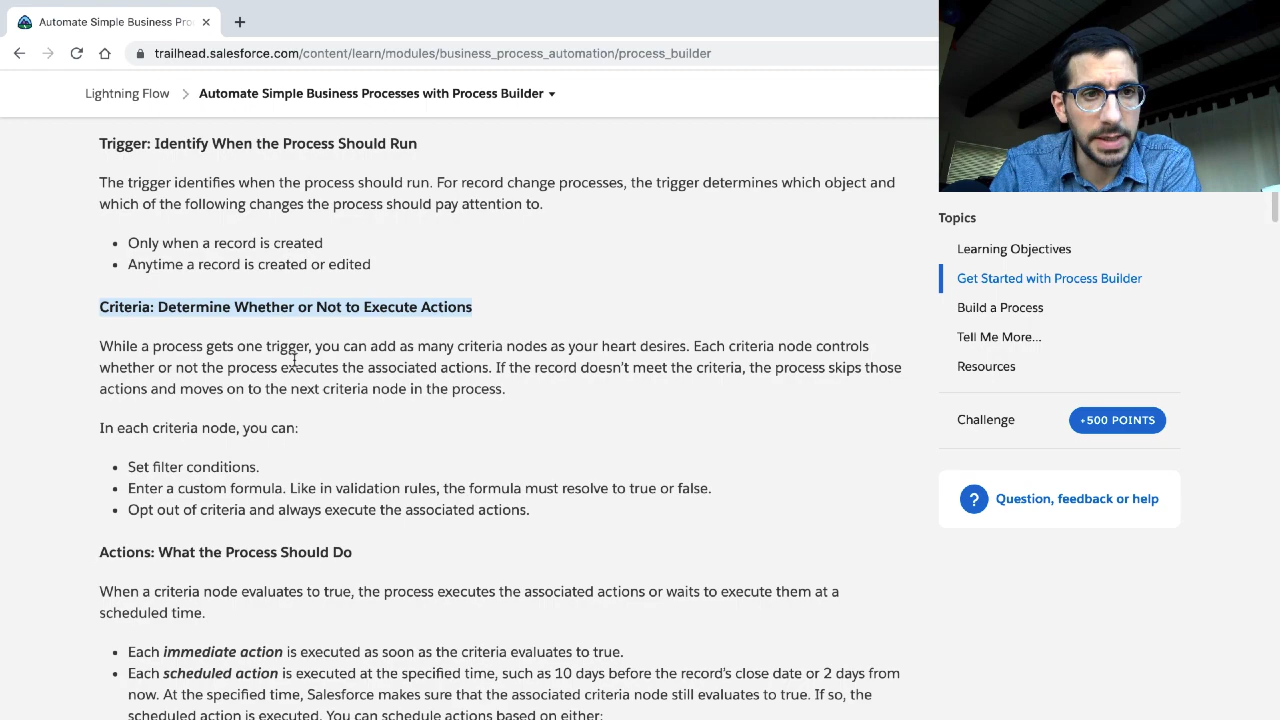 Automate Simple Business Pro
trailhead.salesforce.com/content/learn/modules/business_process_automation/process_builder
Lightning Flow > Automate Simple Business Processes with Process Builder
Trigger: Identify When the Process Should Run
The trigger identifies when the process should run. For record change processes, the trigger determines which object and
which of the following changes the process should pay attention to.
• Only when a record is created
• Anytime a record is created or edited
Criteria: Determine Whether or Not to Execute Actions
While a process gets one trigger, you can add as many criteria nodes as your heart desires. Each criteria node controls
whether or not the process executes the associated actions. If the record doesn’t meet the criteria, the process skips those
actions and moves on to the next criteria node in the process.
In each criteria node, you can:
• Set filter conditions.
• Enter a custom formula. Like in validation rules, the formula must resolve to true or false.
• Opt out of criteria and always execute the associated actions.
Actions: What the Process Should Do
When a criteria node evaluates to true, the process executes the associated actions or waits to execute them at a
scheduled time.
• Each immediate action is executed as soon as the criteria evaluates to true.
• Each scheduled action is executed at the specified time, such as 10 days before the record’s close date or 2 days from
now. At the specified time, Salesforce makes sure that the associated criteria node still evaluates to true. If so, the
scheduled action is executed. You can schedule actions based on either:
Topics
Learning Objectives
Get Started with Process Builder
Build a Process
Tell Me More...
Resources
Challenge
+500 POINTS
? Question, feedback or help